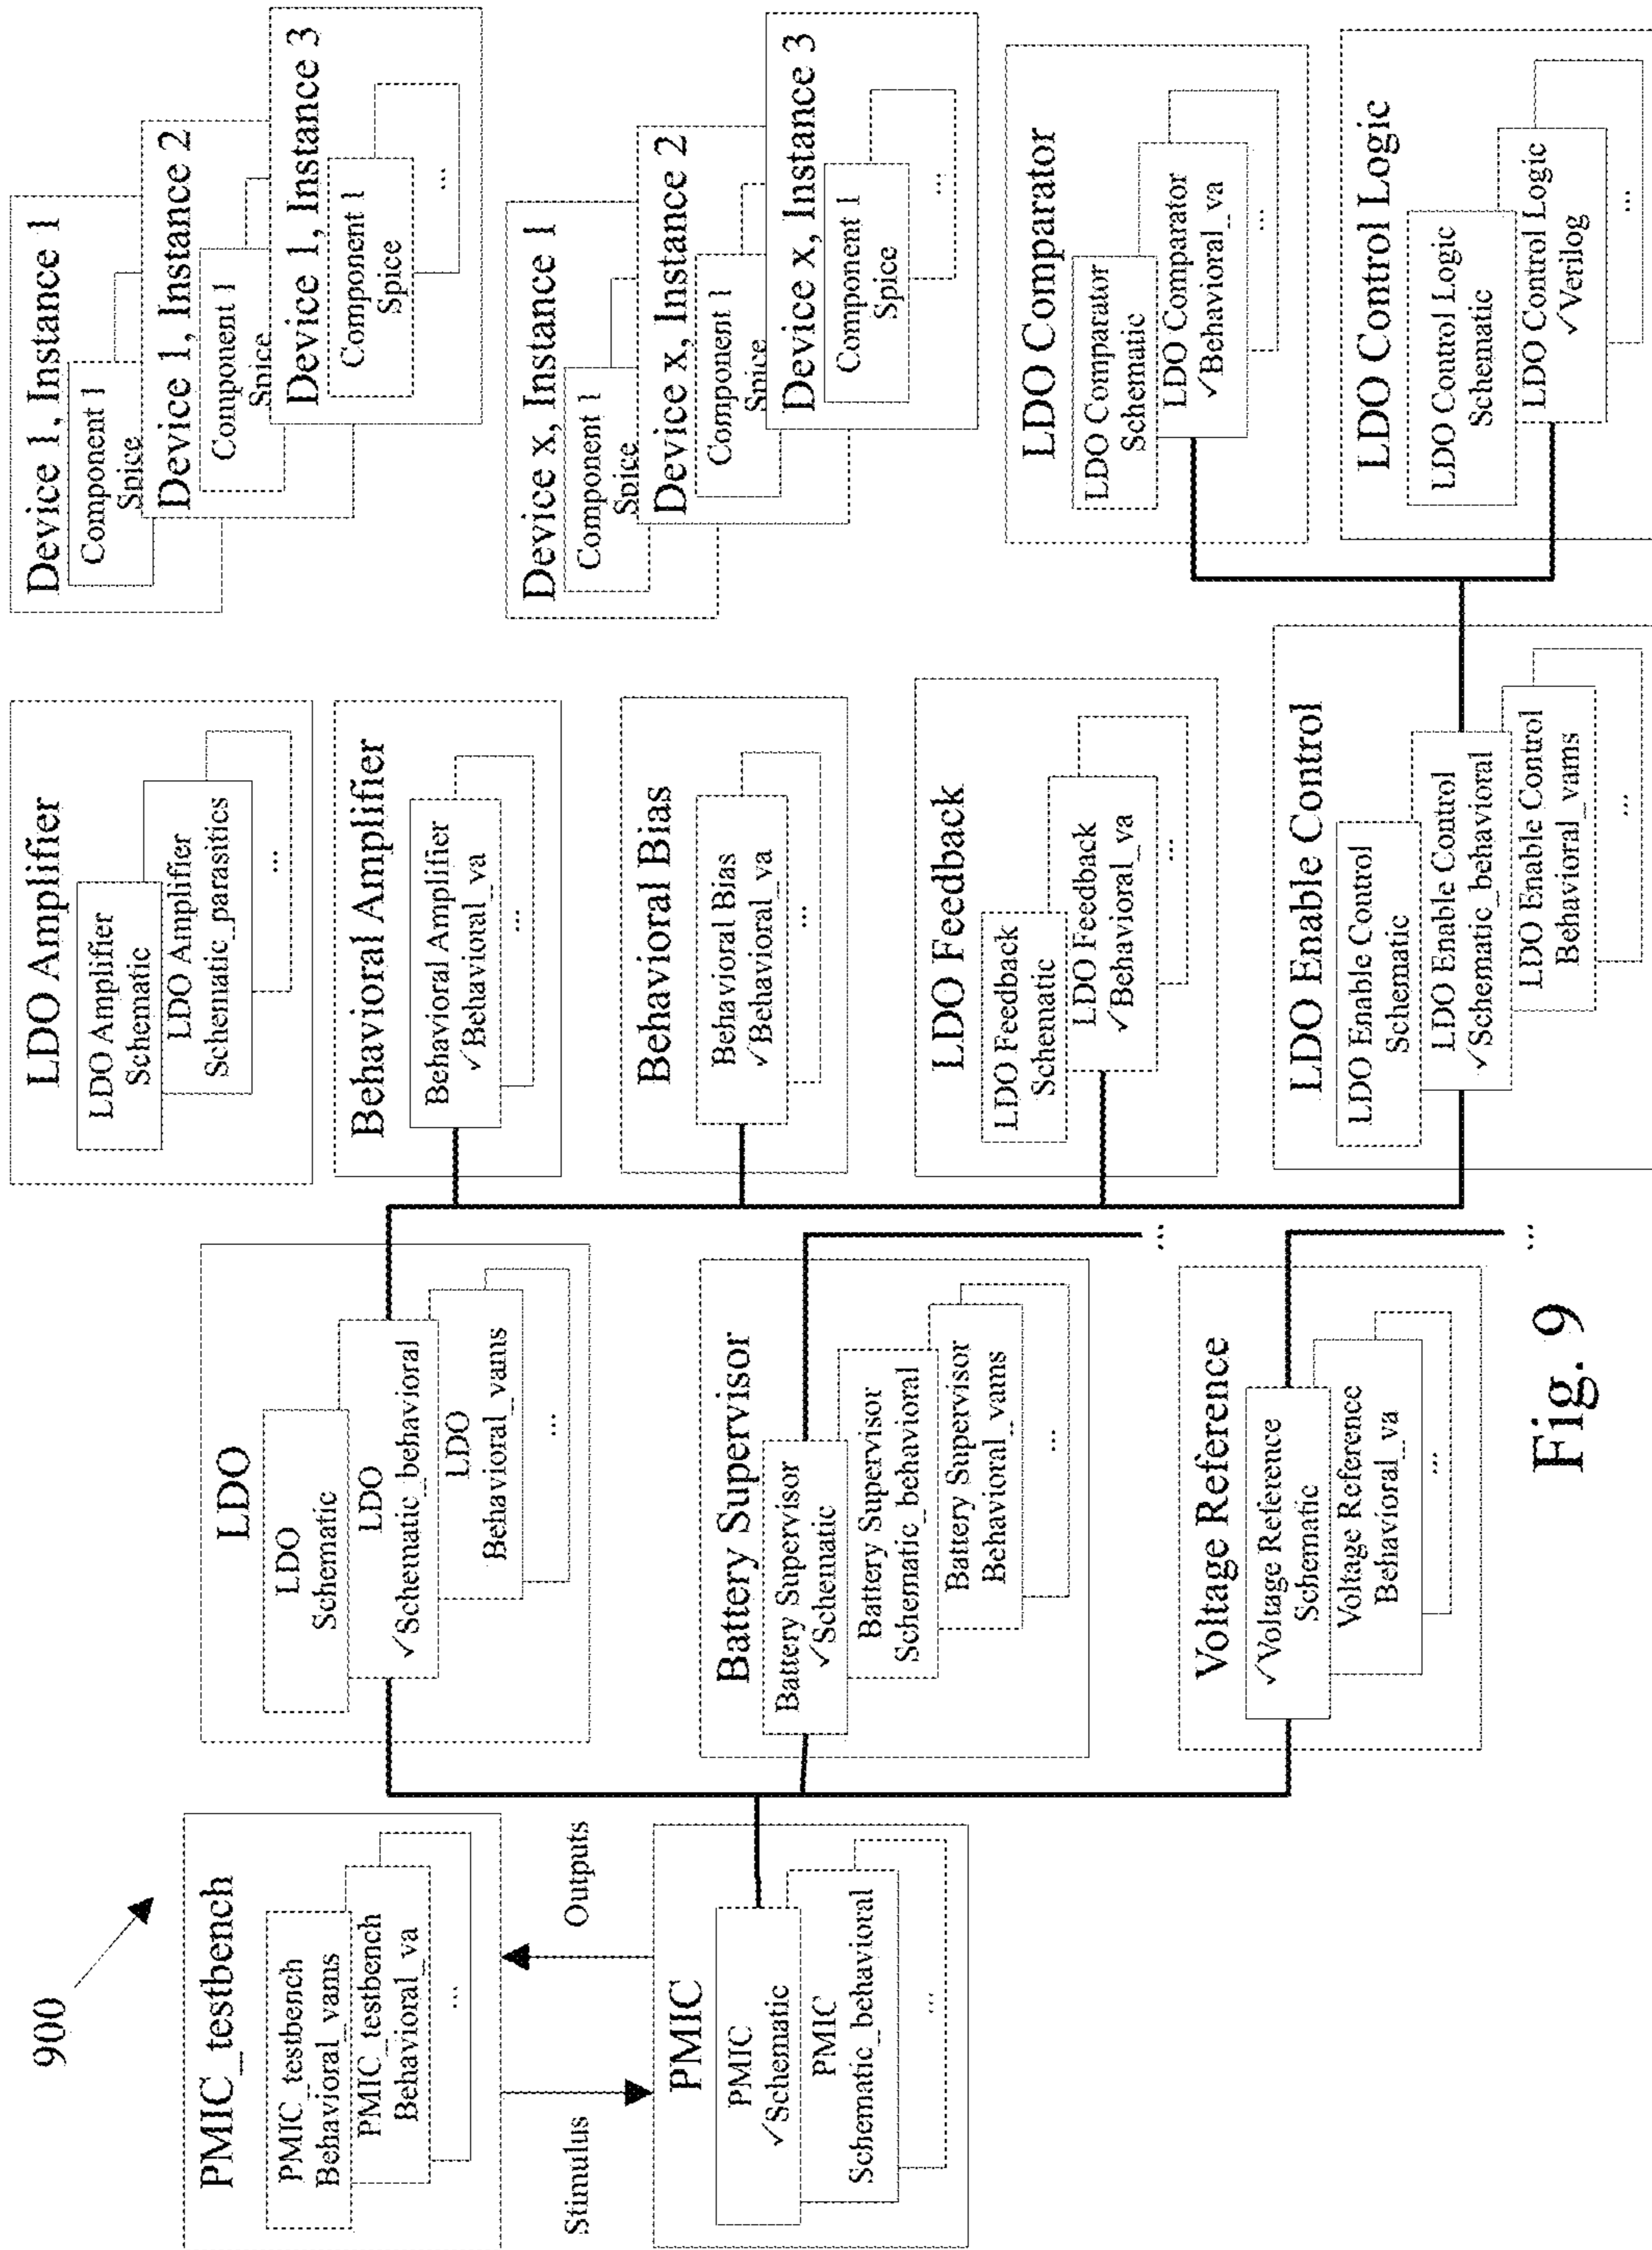 900
PMIC_testbench
PMIC_testbench
Behavioral_vams
PMIC_testbench
Behavioral_va
...
Stimulus
Outputs
PMIC
PMIC
✓Schematic
PMIC
Schematic_behavioral
...
LDO
LDO
Schematic
LDO
✓Schematic_behavioral
LDO
Behavioral_vams
...
Battery Supervisor
Battery Supervisor
✓Schematic
Battery Supervisor
Schematic_behavioral
Battery Supervisor
Behavioral_vams
...
...
Voltage Reference
✓Voltage Reference
Schematic
Voltage Reference
Behavioral_va
...
...
LDO Amplifier
LDO Amplifier
Schematic
LDO Amplifier
Schematic_parasitics
...
Behavioral Amplifier
Behavioral Amplifier
✓Behavioral_va
...
Behavioral Bias
Behavioral Bias
✓Behavioral_va
...
LDO Feedback
LDO Feedback
Schematic
LDO Feedback
✓Behavioral_va
...
LDO Enable Control
LDO Enable Control
Schematic
LDO Enable Control
✓Schematic_behavioral
LDO Enable Control
Behavioral_vams
...
Device 1, Instance 1
Component 1
Spice
Device 1, Instance 2
Component 1
Spice
Device 1, Instance 3
Component 1
Spice
...
Device x, Instance 1
Component 1
Spice
Device x, Instance 2
Component 1
Spice
Device x, Instance 3
Component 1
Spice
...
LDO Comparator
LDO Comparator
Schematic
LDO Comparator
✓Behavioral_va
...
LDO Control Logic
LDO Control Logic
Schematic
LDO Control Logic
✓Verilog
...
Fig. 9